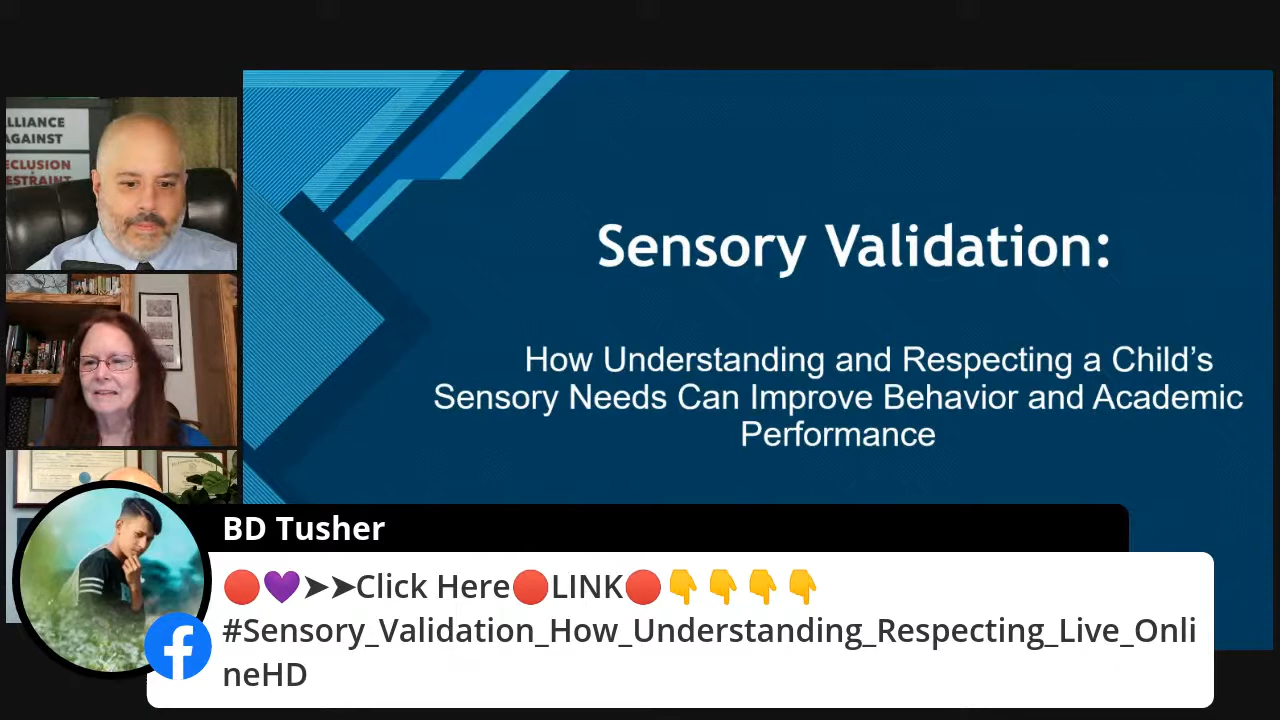 LLIANCE
AGAINST
ECLUSION
ESTRAINT
Sensory Validation:
How Understanding and Respecting a Child's
Sensory Needs Can Improve Behavior and Academic
Performance
BD Tusher
🔴💜➤➤Click Here🔴LINK🔴👇👇👇👇
#Sensory_Validation_How_Understanding_Respecting_Live_Onli
neHD